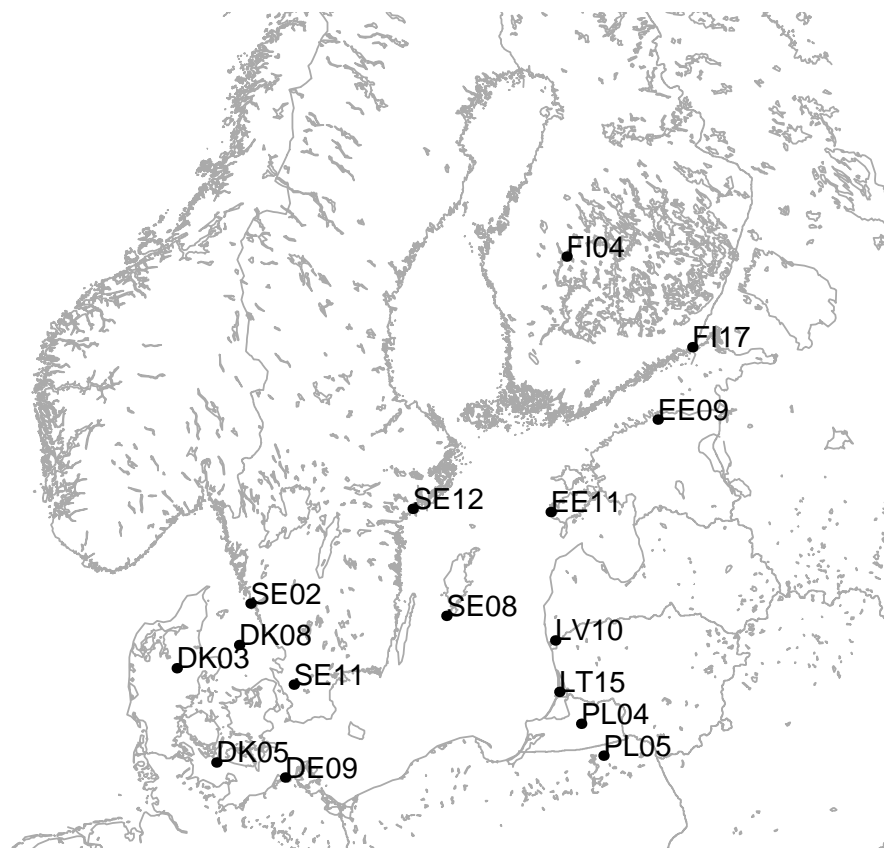 FI04
FI17
EE09
SE12
EE11
SE02
SE08
DK08
LV10
DK03
SE11
LT15
PL04
PL05
DK05
DE09